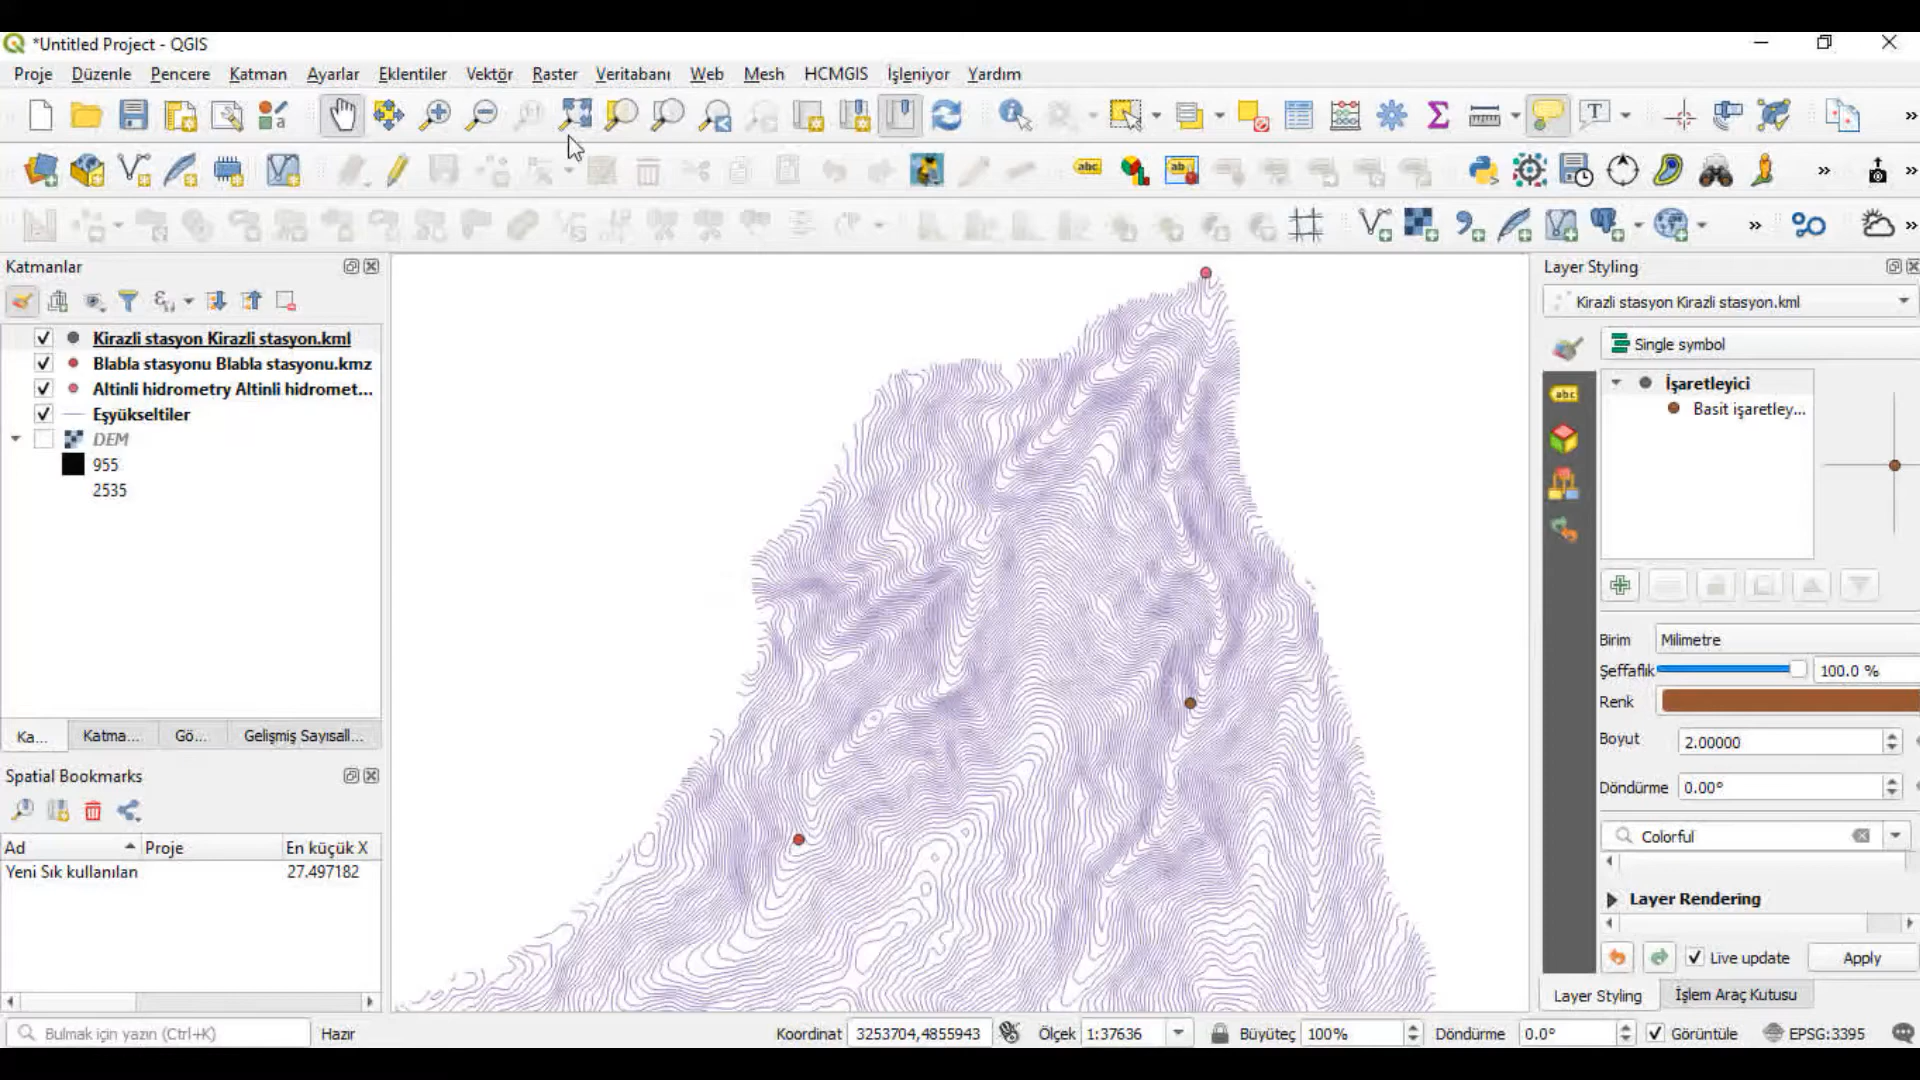 *Untitled Project - QGIS
Proje Düzenle Pencere Katman Ayarlar Eklentiler Vektör Raster Veritabanı Web Mesh HCMGIS İşleniyor Yardım
Katmanlar
Kirazli stasyon Kirazli stasyon.kml
Blabla stasyonu Blabla stasyonu.kmz
Altinli hidrometry Altinli hidromet...
Eşyükseltiler
DEM
955
2535
Ka... Katma... Gö... Gelişmiş Sayısall...
Spatial Bookmarks
Ad Proje En küçük X
Yeni Sık kullanılan 27.497182
Layer Styling
Kirazli stasyon Kirazli stasyon.kml
Single symbol
İşaretleyici
Basit işaretley...
Birim Milimetre
Şeffaflık 100.0 %
Renk
Boyut 2.00000
Döndürme 0.00°
Colorful
Layer Rendering
Live update Apply
Layer Styling İşlem Araç Kutusu
Bulmak için yazın (Ctrl+K) Hazır Koordinat 3253704,4855943 Ölçek 1:37636 Büyüteç 100% Döndürme 0.0° Görüntüle EPSG:3395